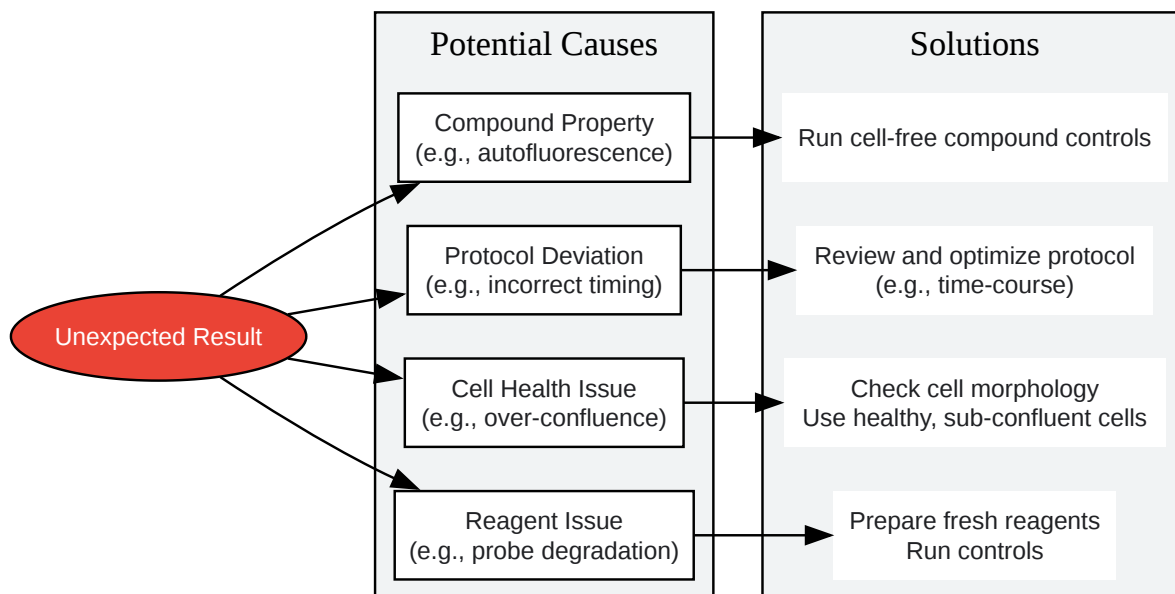 Potential Causes
Solutions
Compound Property
(e.g., autofluorescence)
Run cell-free compound controls
Protocol Deviation
(e.g., incorrect timing)
Review and optimize protocol
(e.g., time-course)
Unexpected Result
Cell Health Issue
(e.g., over-confluence)
Check cell morphology
Use healthy, sub-confluent cells
Reagent Issue
(e.g., probe degradation)
Prepare fresh reagents
Run controls